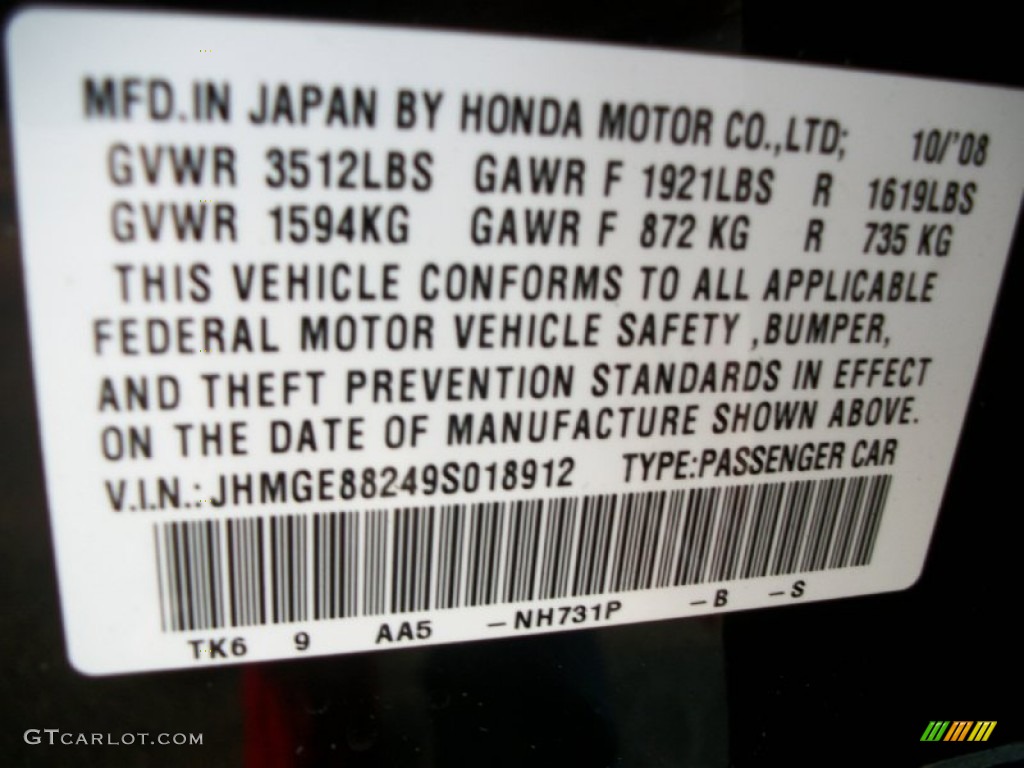 MFD.IN JAPAN BY HONDA MOTOR CO.,LTD; 10/'08
GVWR 3512LBS GAWR F 1921LBS R 1619LBS
GVWR 1594KG GAWR F 872 KG R 735 KG
THIS VEHICLE CONFORMS TO ALL APPLICABLE
FEDERAL MOTOR VEHICLE SAFETY ,BUMPER,
AND THEFT PREVENTION STANDARDS IN EFFECT
ON THE DATE OF MANUFACTURE SHOWN ABOVE.
V.I.N.: JHMGE88249S018912 TYPE:PASSENGER CAR
TK6 9 AA5 –NH731P –B –S
GTCARLOT.COM